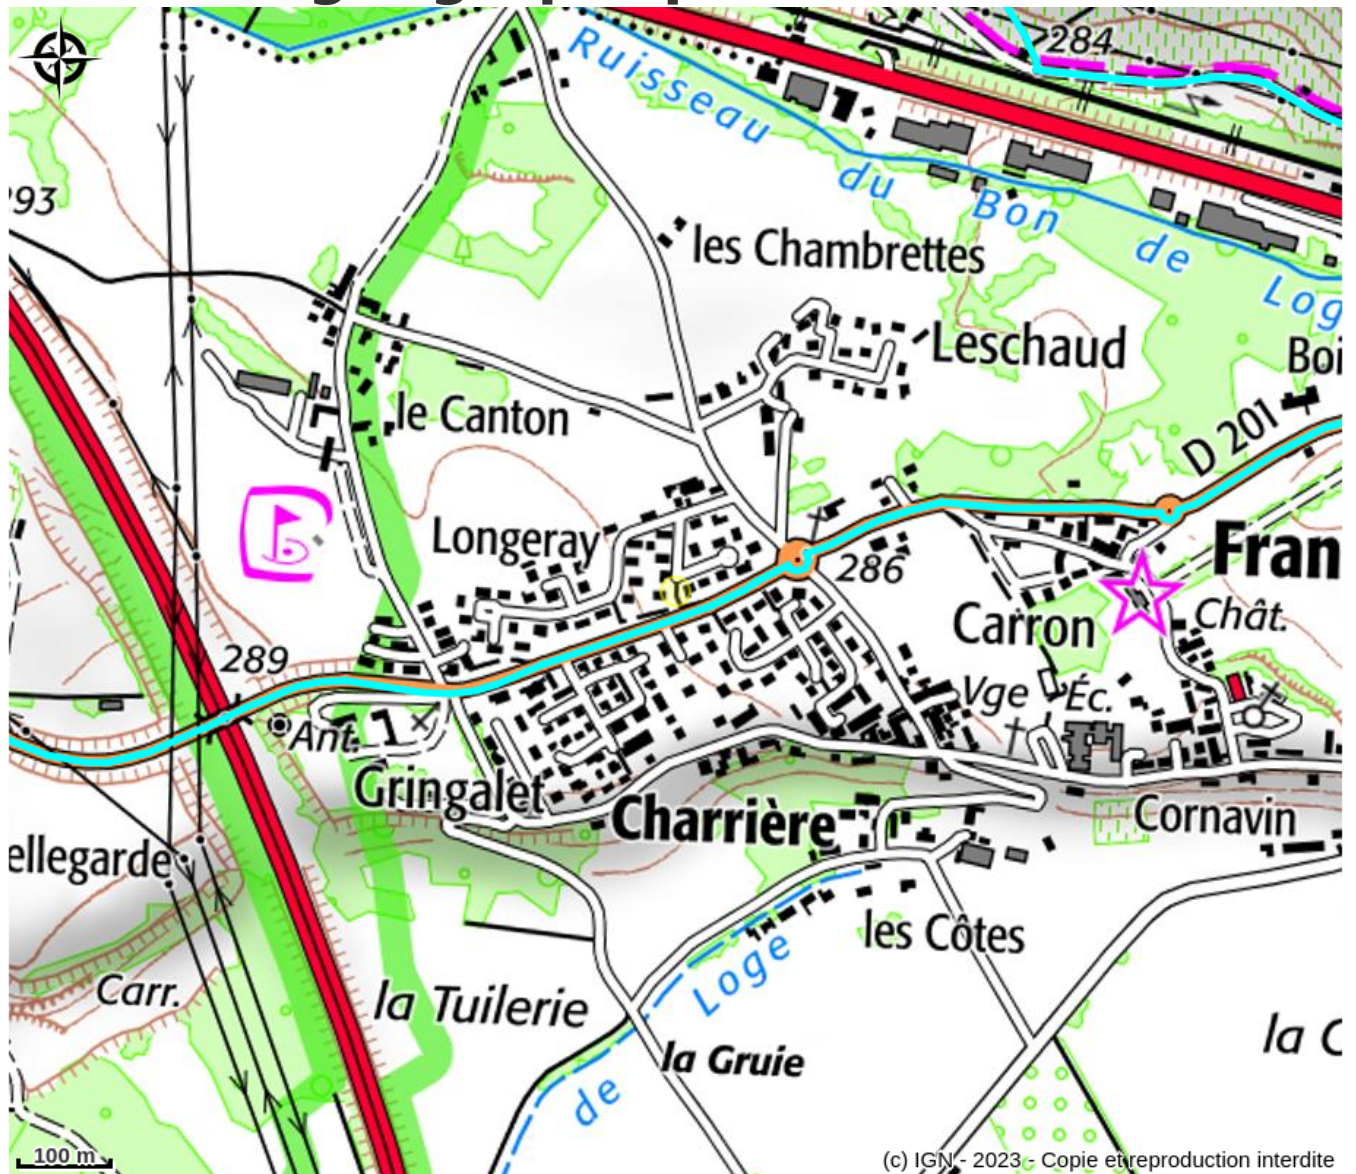 284
Ruisseau du Bon de Log
93
les Chambrettes
Leschaud
Boi
le Canton
D 201
Longeray
Fran
286
Carron
Chât.
289
Vge
Éc.
Ant.
Gringalet
Charrière
Cornavin
ellegarde
les Côtes
Carr.
la Tuilerie
Loge
la C
la Gruie
de
100 m
(c) IGN - 2023 - Copie et reproduction interdite